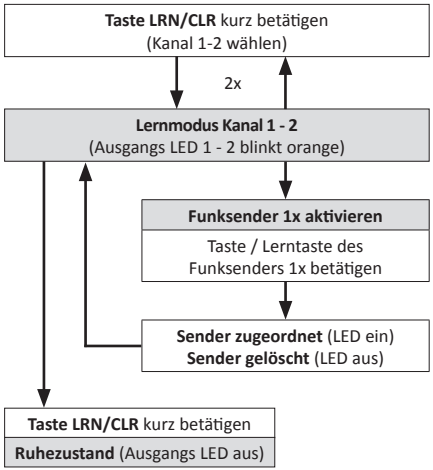 Taste LRN/CLR kurz betätigen
(Kanal 1-2 wählen)
2x
Lernmodus Kanal 1 - 2
(Ausgangs LED 1 - 2 blinkt orange)
Funksender 1x aktivieren
Taste / Lerntaste des
Funksenders 1x betätigen
Sender zugeordnet (LED ein)
Sender gelöscht (LED aus)
Taste LRN/CLR kurz betätigen
Ruhezustand (Ausgangs LED aus)